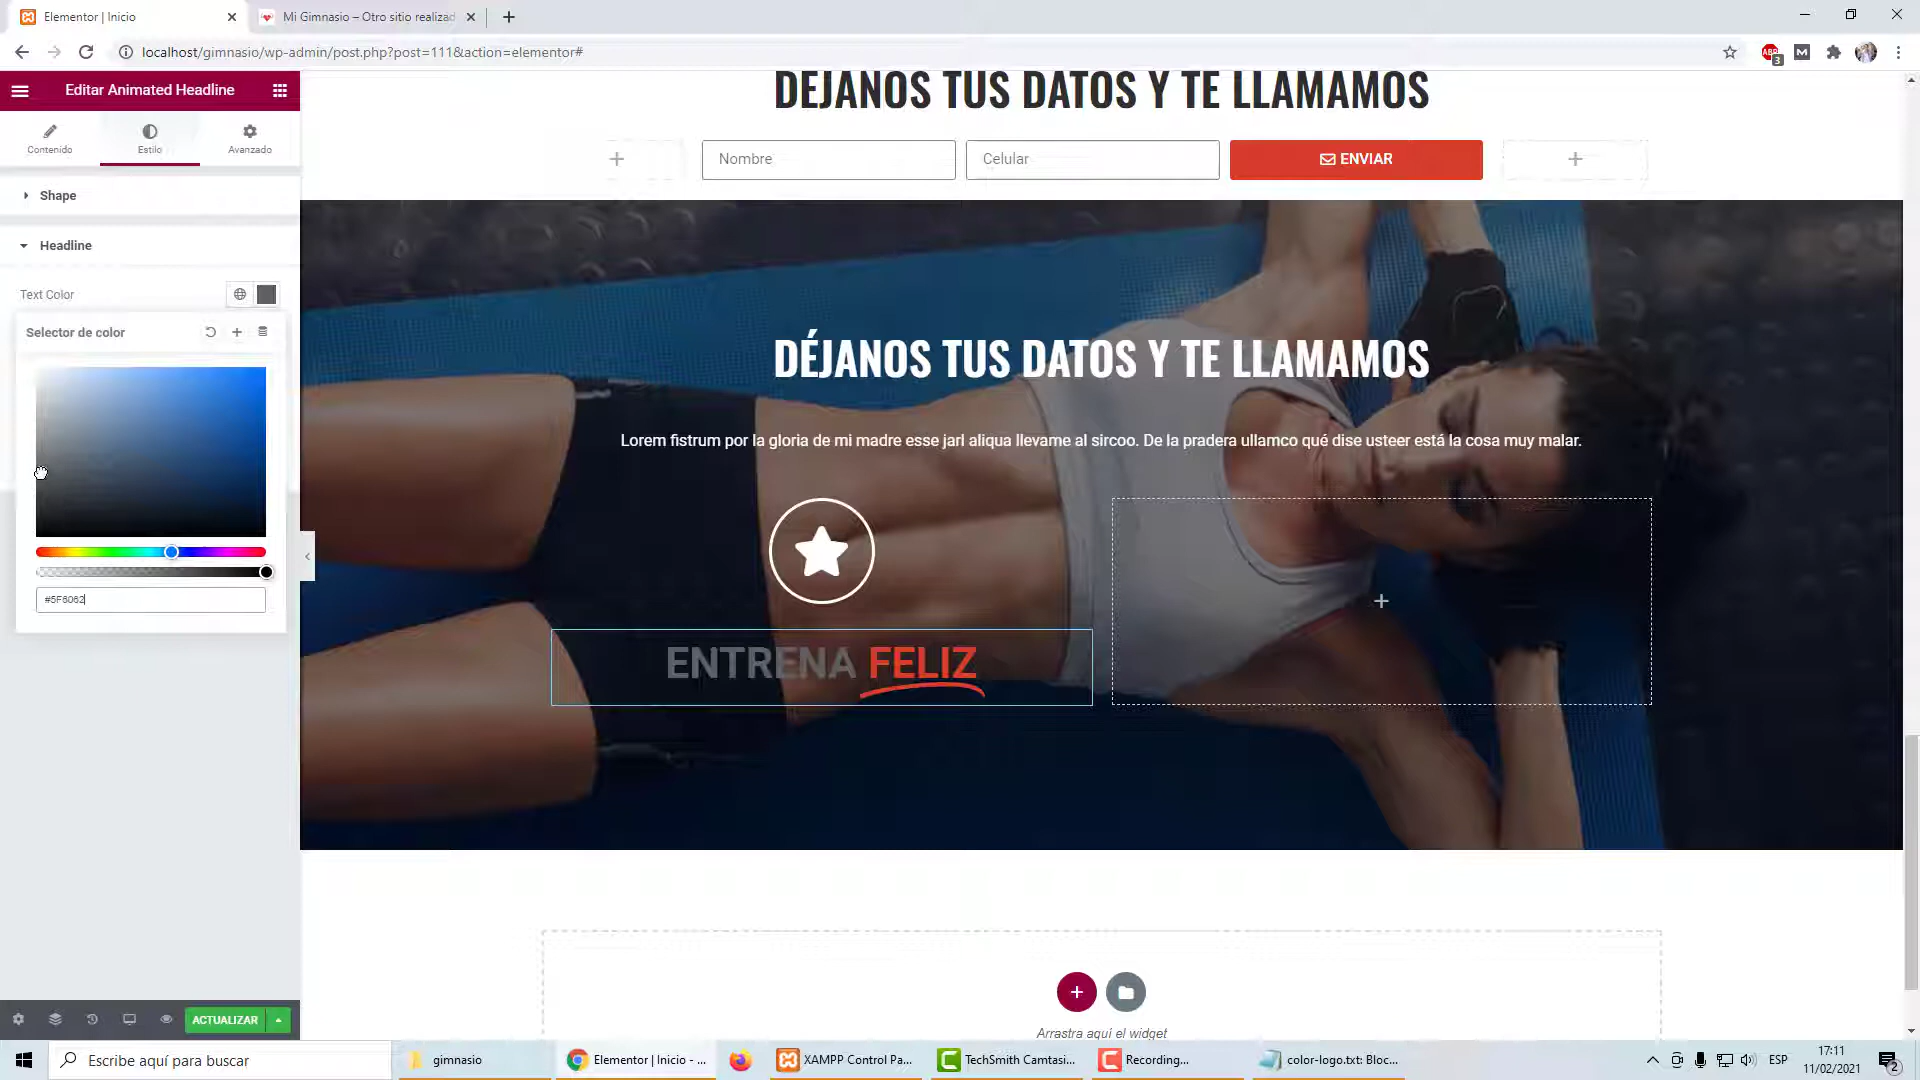 Elementor | Inicio
Mi Gimnasio – Otro sitio realizad
localhost/gimnasio/wp-admin/post.php?post=111&action=elementor#
ABP
3
M
Editar Animated Headline
Contenido
Estilo
Avanzado
Shape
Headline
Text Color
Selector de color
#5F6062
ACTUALIZAR
DÉJANOS TUS DATOS Y TE LLAMAMOS
Nombre
Celular
ENVIAR
DÉJANOS TUS DATOS Y TE LLAMAMOS
Lorem fistrum por la gloria de mi madre esse jarl aliqua llevame al sircoo. De la pradera ullamco qué dise usteer está la cosa muy malar.
ENTRENA FELIZ
Arrastra aquí el widget
Escribe aquí para buscar
gimnasio
Elementor | Inicio - ...
XAMPP Control Pa...
TechSmith Camtasi...
Recording...
color-logo.txt: Bloc...
ESP
17:11
11/02/2021
2